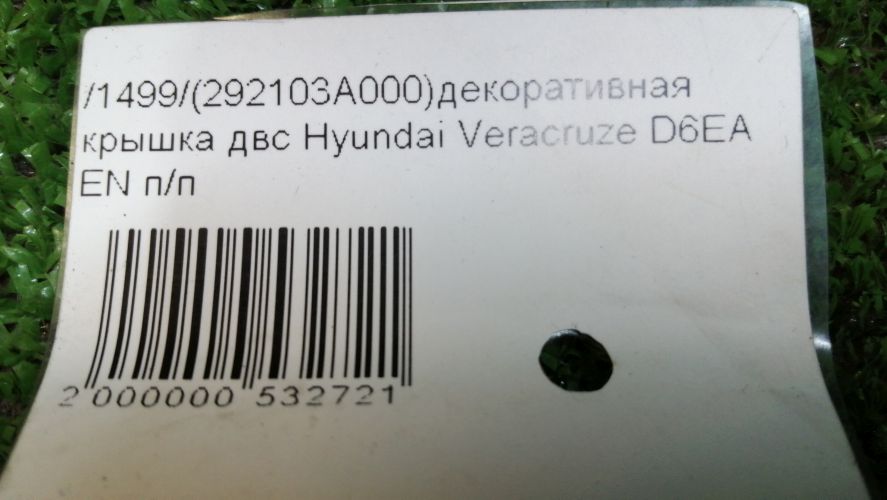 /1499/(292103A000)декоративная
крышка двс Hyundai Veracruze D6EA
EN п/п
2 000000 532721